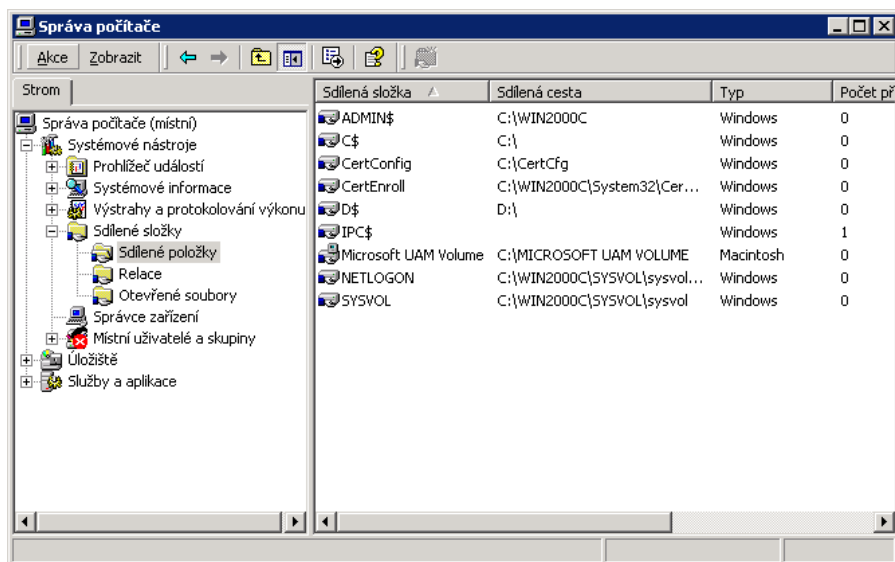 Správa počítače
Akce Zobrazit
Strom
Správa počítače (místní)
Systémové nástroje
Prohlížeč událostí
Systémové informace
Výstrahy a protokolování výkonu
Sdílené složky
Sdílené položky
Relace
Otevřené soubory
Správce zařízení
Místní uživatelé a skupiny
Úložiště
Služby a aplikace
Sdílená složka Sdílená cesta Typ Počet př
ADMIN$ C:\WIN2000C Windows 0
C$ C:\ Windows 0
CertConfig C:\CertCfg Windows 0
CertEnroll C:\WIN2000C\System32\Cer... Windows 0
D$ D:\ Windows 0
IPC$ Windows 1
Microsoft UAM Volume C:\MICROSOFT UAM VOLUME Macintosh 0
NETLOGON C:\WIN2000C\SYSVOL\sysvol... Windows 0
SYSVOL C:\WIN2000C\SYSVOL\sysvol Windows 0